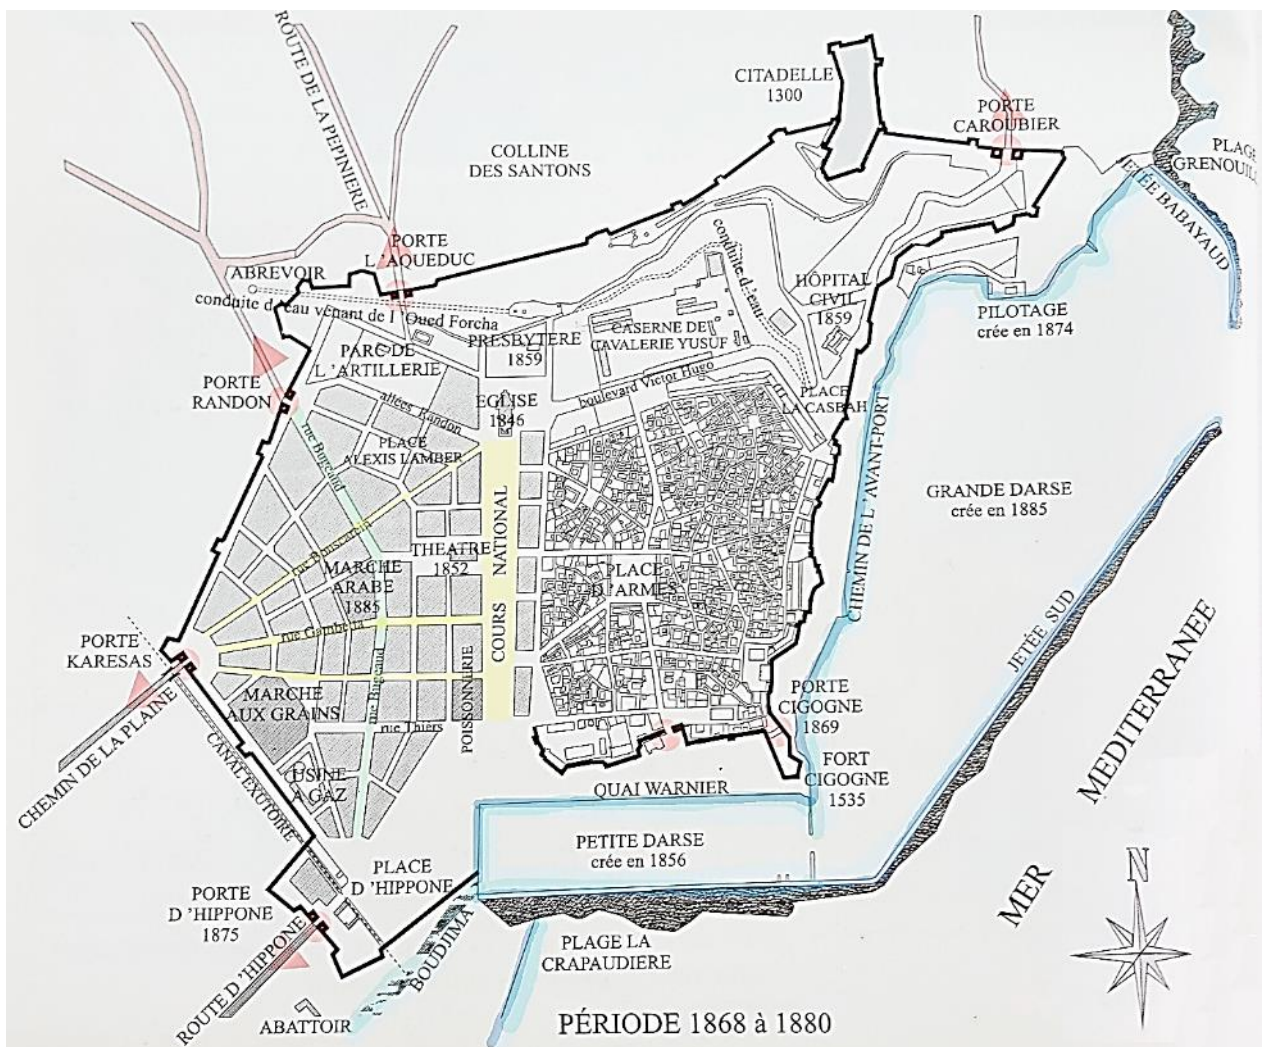 ROUTE DE LA PEPINIERE
CITADELLE
1300
PORTE
CAROUBIER
COLLINE
DES SANTONS
JETÉE BABAYAUD
PORTE
L 'AQUEDUC
ABREVOIR
conduite d'eau venant de l 'Oued Forcha
conduite d'eau
HÔPITAL
CIVIL
1859
PILOTAGE
crée en 1874
PRESBYTERE
1859
CASERNE DE
CAVALERIE YUSUF
PARC DE
L 'ARTILLERIE
PORTE
RANDON
boulevard Victor Hugo
PLACE
LA CASBAH
allées Randon
EGLISE
1846
rue Bugeaud
PLACE
ALEXIS LAMBER
GRANDE DARSE
crée en 1885
CHEMIN DE L 'AVANT-PORT
COURS NATIONAL
THEATRE
1852
MARCHE
ARABE
1885
PLACE
D'ARMES
JETÉE SUD
MER MEDITERRANEE
rue Gambetta
PORTE
KARESAS
rue Bugeaud
POISSONNERIE
MARCHE
AUX GRAINS
rue Thiers
PORTE
CIGOGNE
1869
CHEMIN DE LA PLAINE
CANAL EXUTOIRE
USINE
A GAZ
FORT
CIGOGNE
1535
QUAI WARNIER
PETITE DARSE
crée en 1856
PLACE
D 'HIPPONE
PORTE
D 'HIPPONE
1875
N
ROUTE D 'HIPPONE
BOUDJIMA
PLAGE LA
CRAPAUDIERE
ABATTOIR
PÉRIODE 1868 à 1880